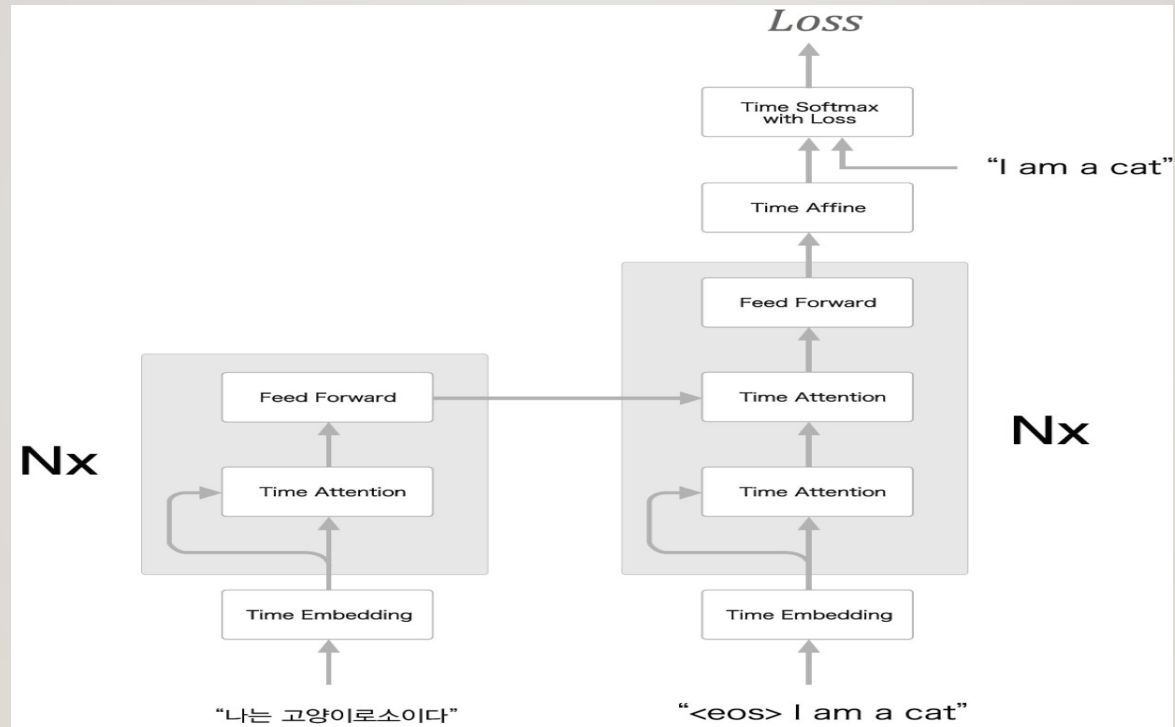 Loss
Time Softmax
with Loss
“I am a cat”
Time Affine
Feed Forward
Time Attention
Time Attention
Nx
Time Embedding
“<eos> I am a cat”
Feed Forward
Nx
Time Attention
Time Embedding
“나는 고양이로소이다”